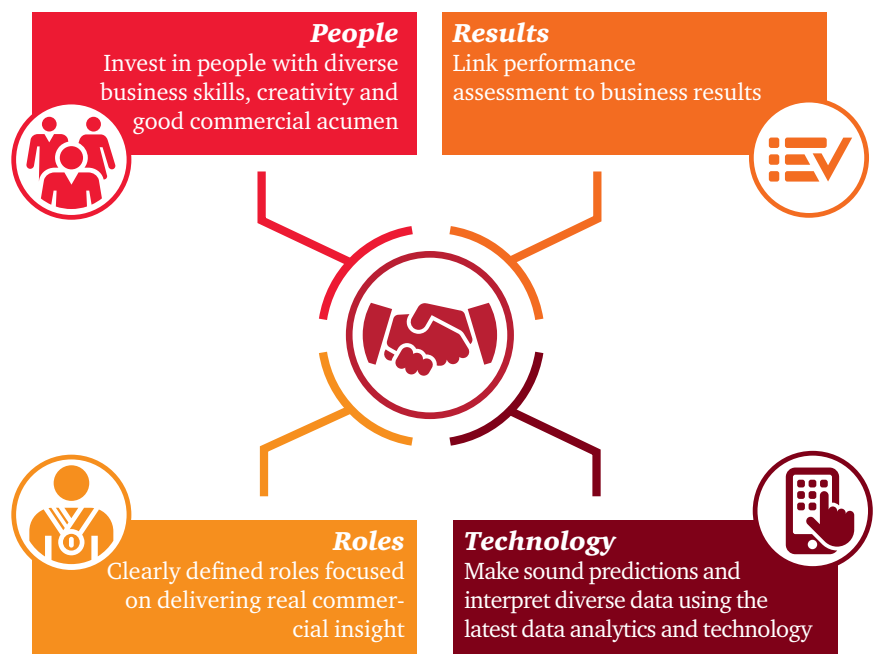 People
Invest in people with diverse
business skills, creativity and
good commercial acumen
Results
Link performance
assessment to business results
Roles
Clearly defined roles focused
on delivering real commer-
cial insight
Technology
Make sound predictions and
interpret diverse data using the
latest data analytics and technology